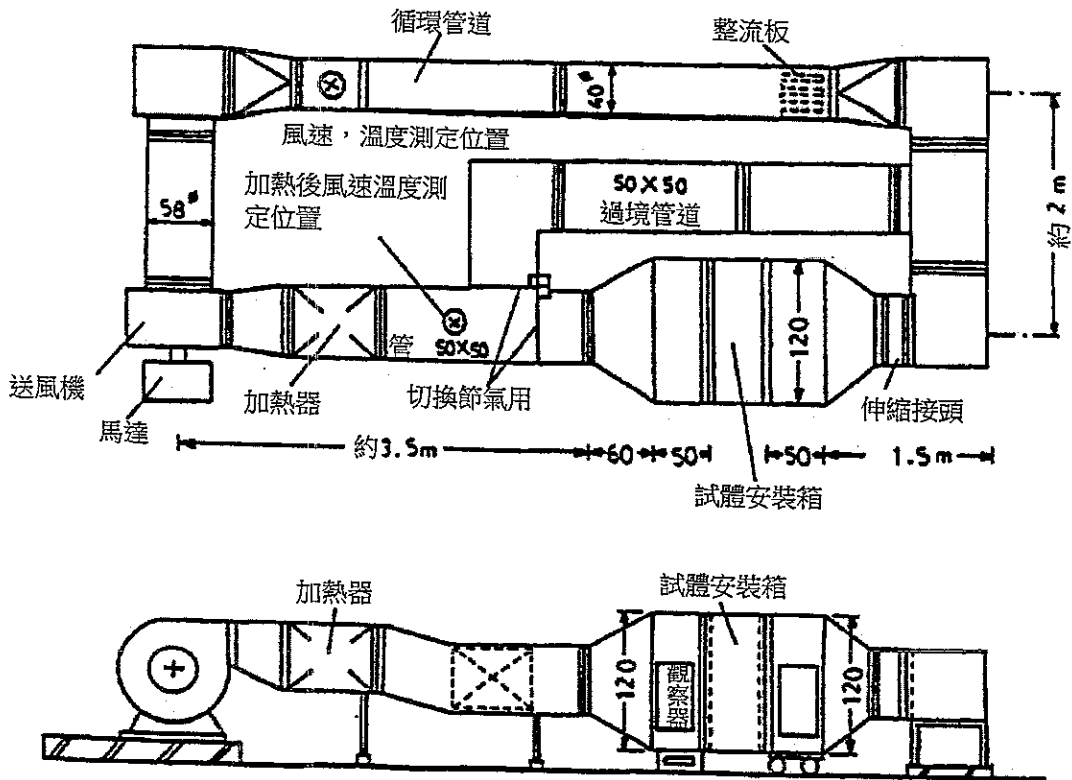 循環管道
整流板
40ø
風速，溫度測定位置
加熱後風速溫度測
定位置
50X50
過境管道
58ø
約 2 m
管
50X50
120
送風機
馬達
加熱器
切換節氣用
伸縮接頭
約3.5m
60
50
50
1.5m
試體安裝箱
加熱器
試體安裝箱
120
觀察器
120